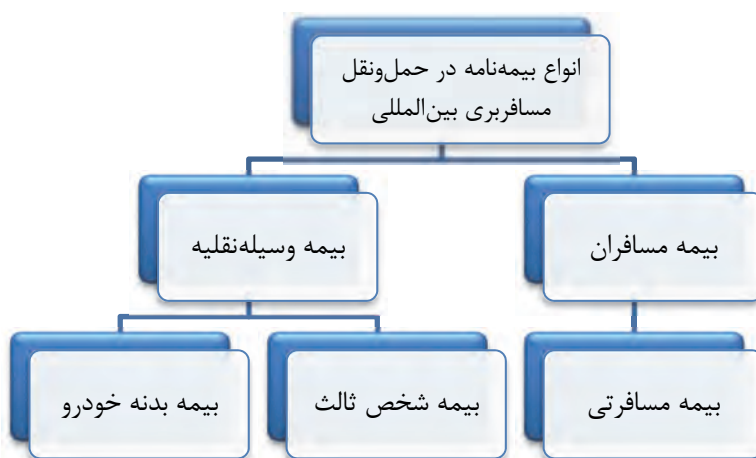 انواع بیمه‌نامه در حمل‌ونقل
مسافربری بین‌المللی
بیمه مسافران
بیمه وسیله‌نقلیه
بیمه مسافرتی
بیمه شخص ثالث
بیمه بدنه خودرو